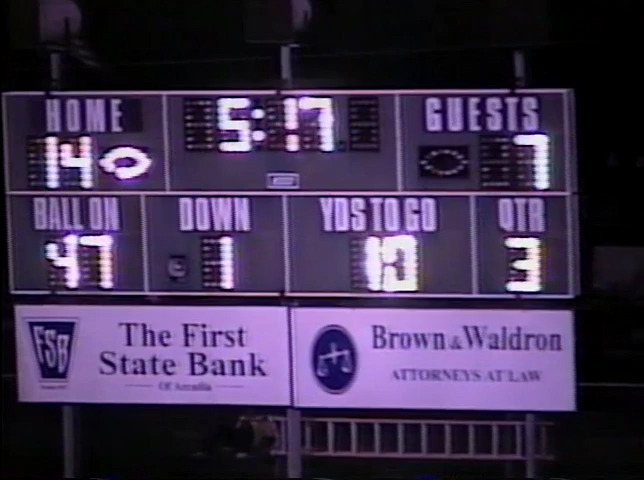 HOME 5:17 GUESTS
14 7
BALL ON DOWN YDS TO GO QTR
47 1 10 3
FSB The First
State Bank
Of Arcadia
Brown & Waldron
ATTORNEYS AT LAW